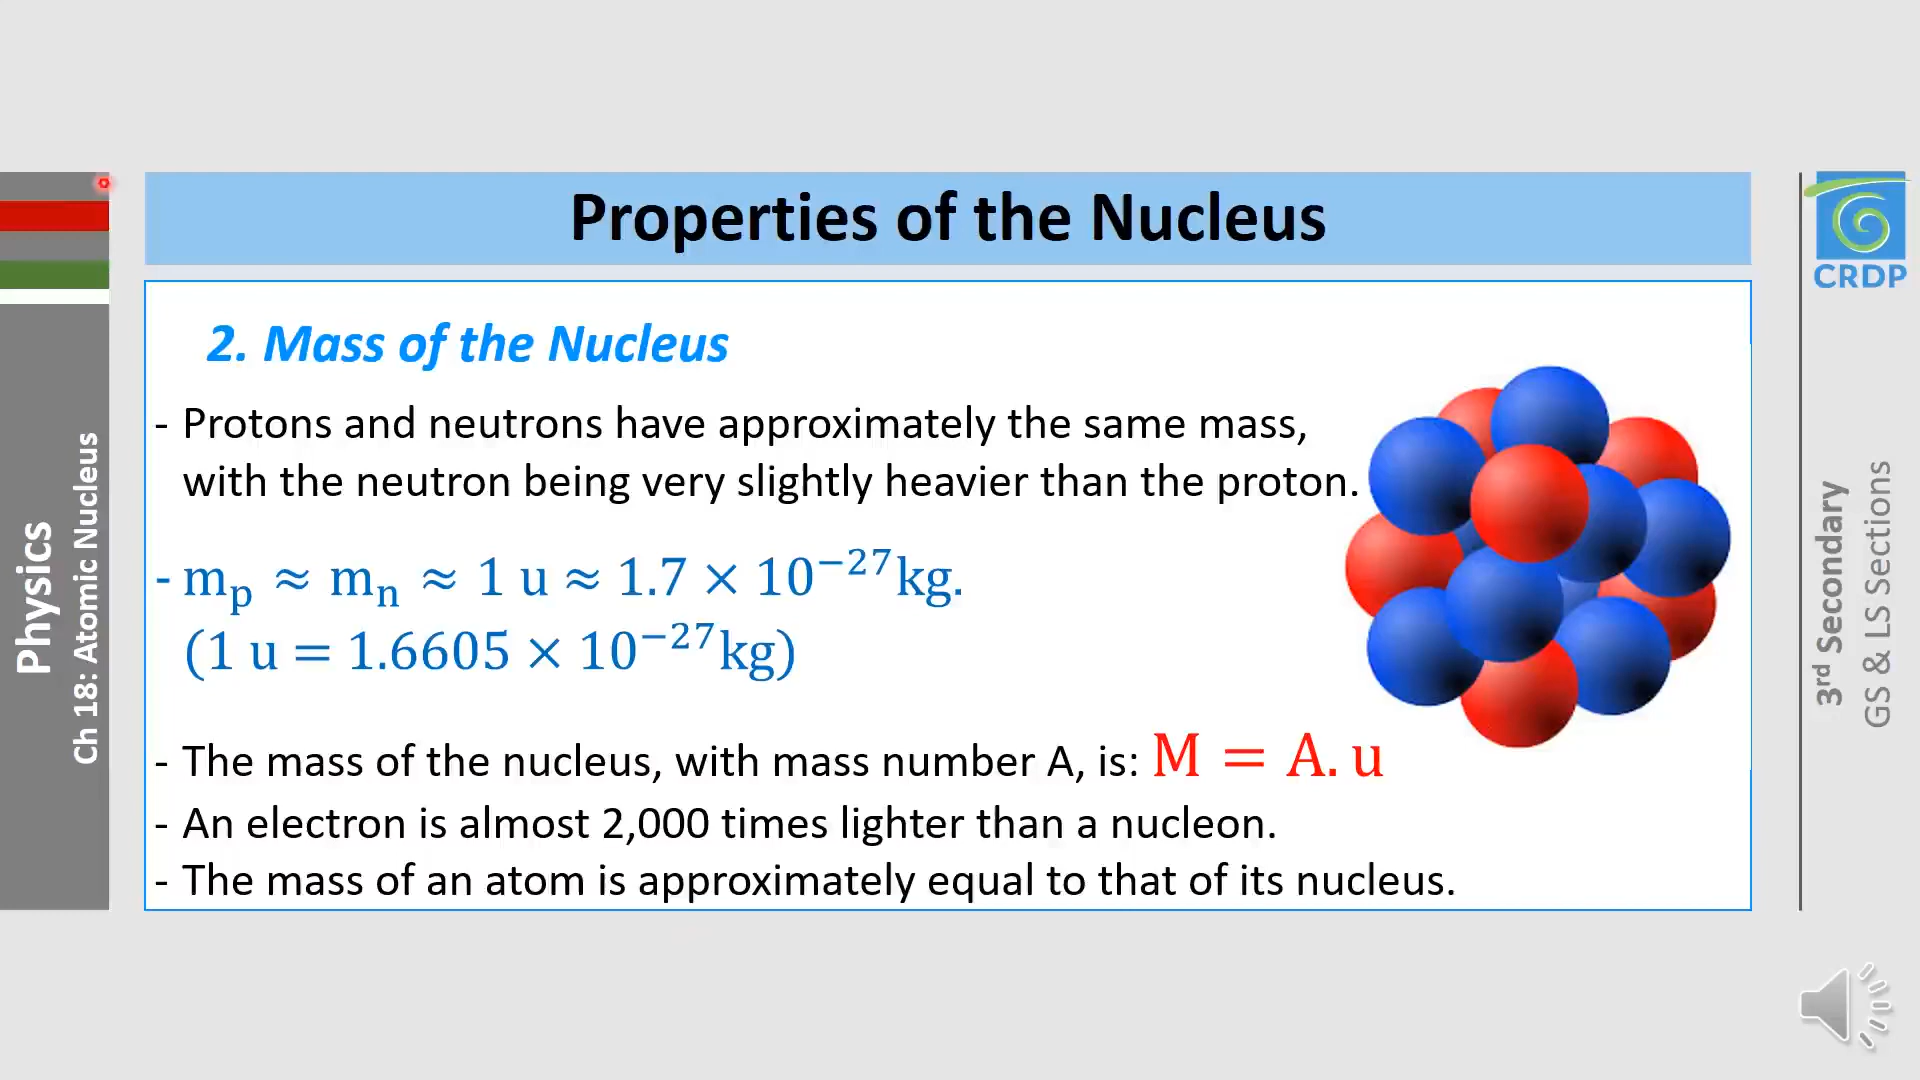 Properties of the Nucleus
2. Mass of the Nucleus
- Protons and neutrons have approximately the same mass,
with the neutron being very slightly heavier than the proton.
- mₚ ≈ mₙ ≈ 1 u ≈ 1.7 × 10⁻²⁷kg.
(1 u = 1.6605 × 10⁻²⁷kg)
- The mass of the nucleus, with mass number A, is: M = A. u
- An electron is almost 2,000 times lighter than a nucleon.
- The mass of an atom is approximately equal to that of its nucleus.
Physics
Ch 18: Atomic Nucleus
CRDP
3rd Secondary
GS & LS Sections